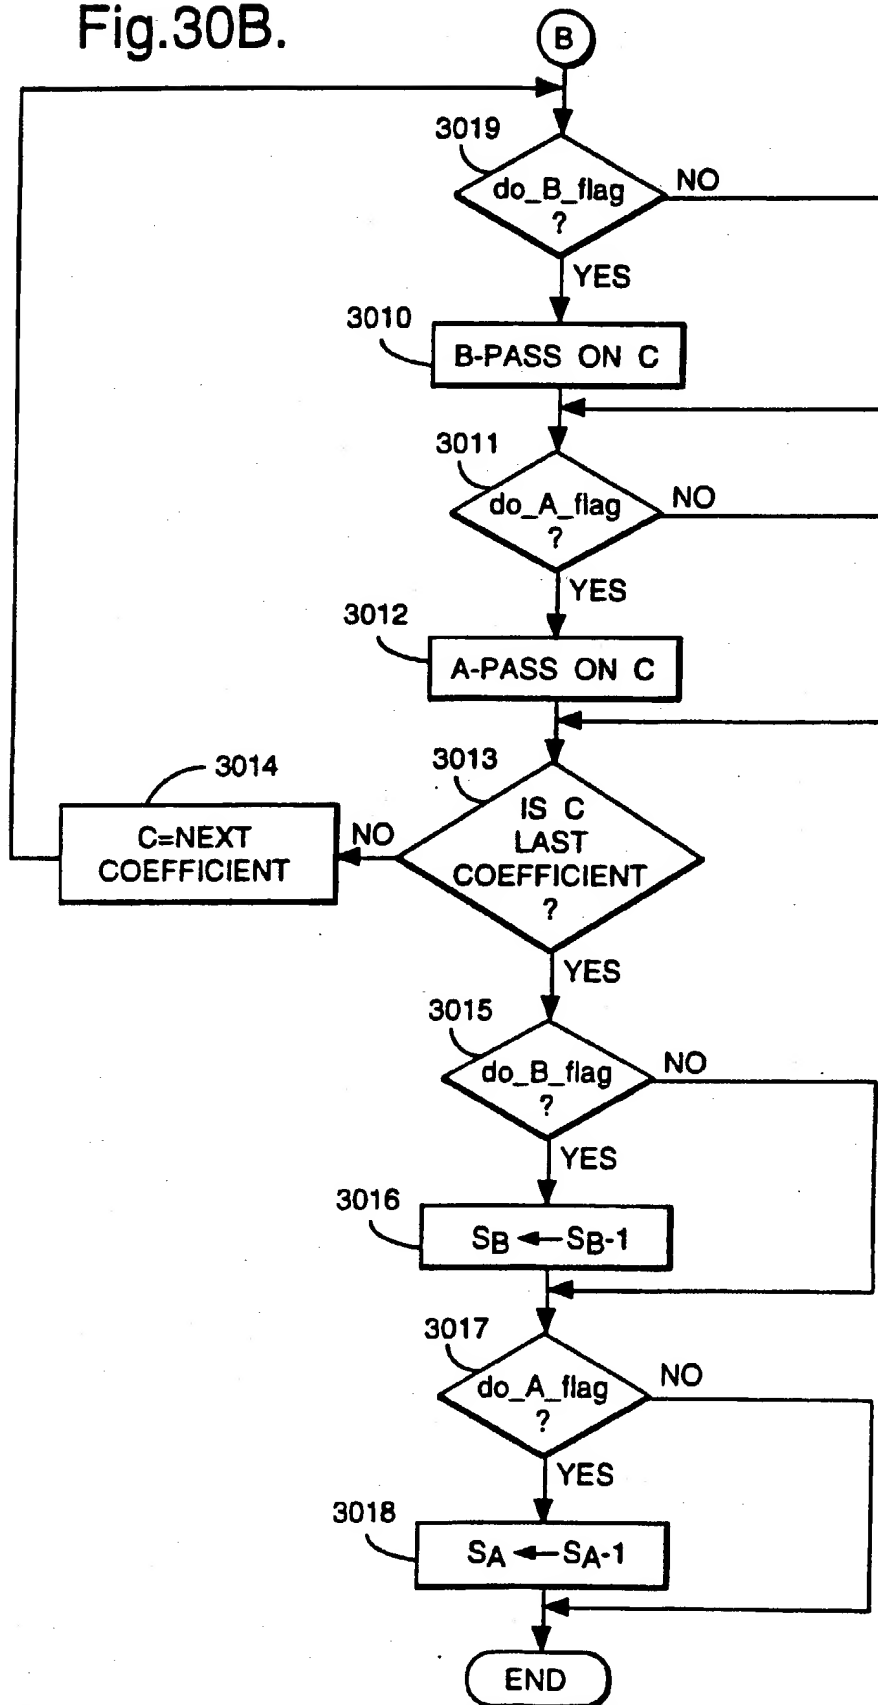 Fig.30B.
B
3019
do_B_flag
?
NO
YES
3010
B-PASS ON C
3011
do_A_flag
?
NO
YES
3012
A-PASS ON C
3013
IS C
LAST
COEFFICIENT
?
NO
3014
C=NEXT
COEFFICIENT
YES
3015
do_B_flag
?
NO
YES
3016
SB ← SB-1
3017
do_A_flag
?
NO
YES
3018
SA ← SA-1
END